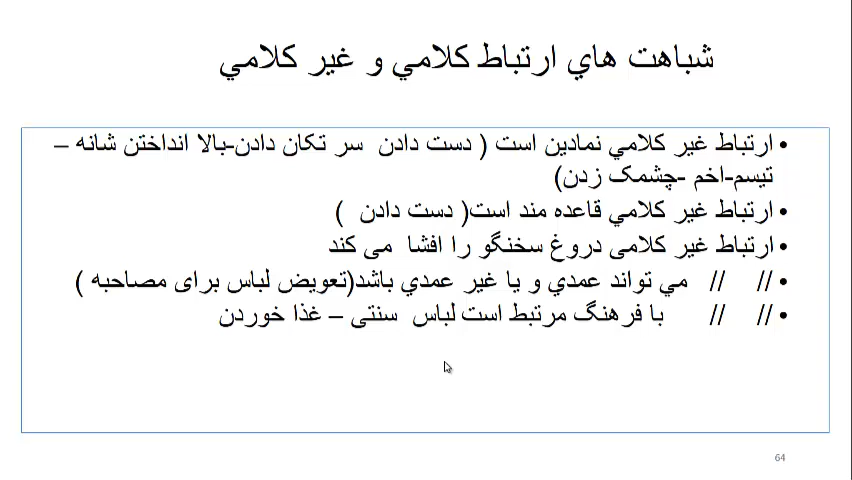 شباهت هاي ارتباط كلامي و غير كلامي
• ارتباط غير كلامي نمادين است ( دست دادن سر تكان دادن-بالا انداختن شانه –
تيسم-اخم -چشمک زدن)
• ارتباط غير كلامي قاعده مند است( دست دادن )
• ارتباط غیر کلامی دروغ سخنگو را افشا می کند
• // // مي تواند عمدي و يا غير عمدي باشد(تعویض لباس برای مصاحبه )
• // // با فرهنگ مرتبط است لباس سنتی – غذا خوردن
64